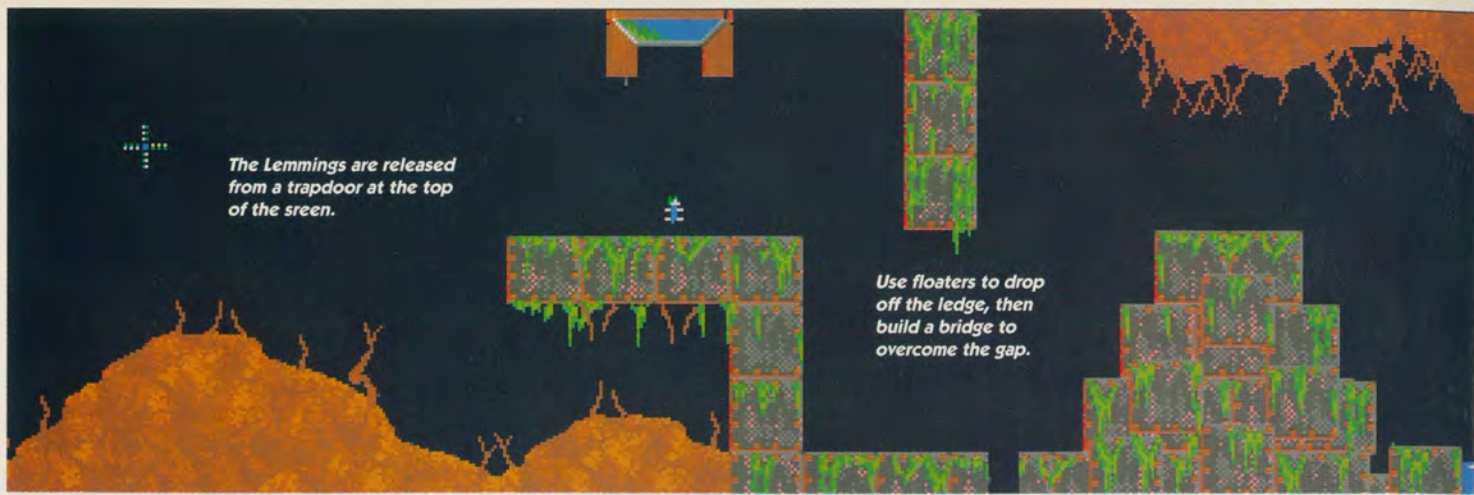 The Lemmings are released
from a trapdoor at the top
of the sreen.
Use floaters to drop
off the ledge, then
build a bridge to
overcome the gap.